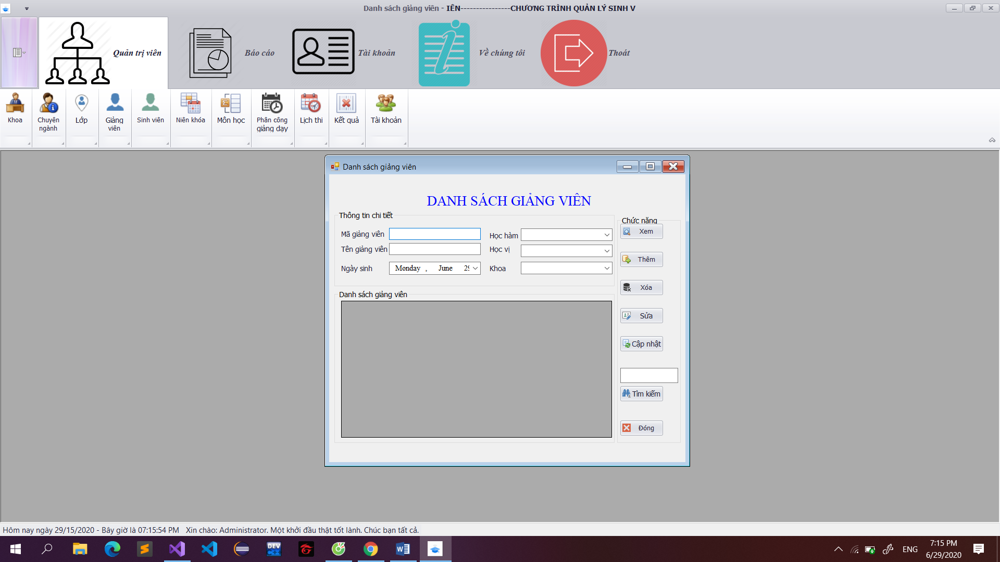 Danh sách giảng viên - IÊN----------------CHƯƠNG TRÌNH QUẢN LÝ SINH V
Quản trị viên
Báo cáo
Tài khoản
Về chúng tôi
Thoát
Khoa
Chuyên
ngành
Lớp
Giảng
viên
Sinh viên
Niên khóa
Môn học
Phân công
giảng dạy
Lịch thi
Kết quả
Tài khoản
Danh sách giảng viên
DANH SÁCH GIẢNG VIÊN
Thông tin chi tiết
Mã giảng viên
Học hàm
Tên giảng viên
Học vị
Ngày sinh
Monday , June 29
Khoa
Danh sách giảng viên
Chức năng
Xem
Thêm
Xóa
Sửa
Cập nhật
Tìm kiếm
Đóng
Hôm nay ngày 29/15/2020 - Bây giờ là 07:15:54 PM Xin chào: Administrator. Một khởi đầu thật tốt lành. Chúc bạn tất cả.
DEV
C++
ENG
7:15 PM
6/29/2020